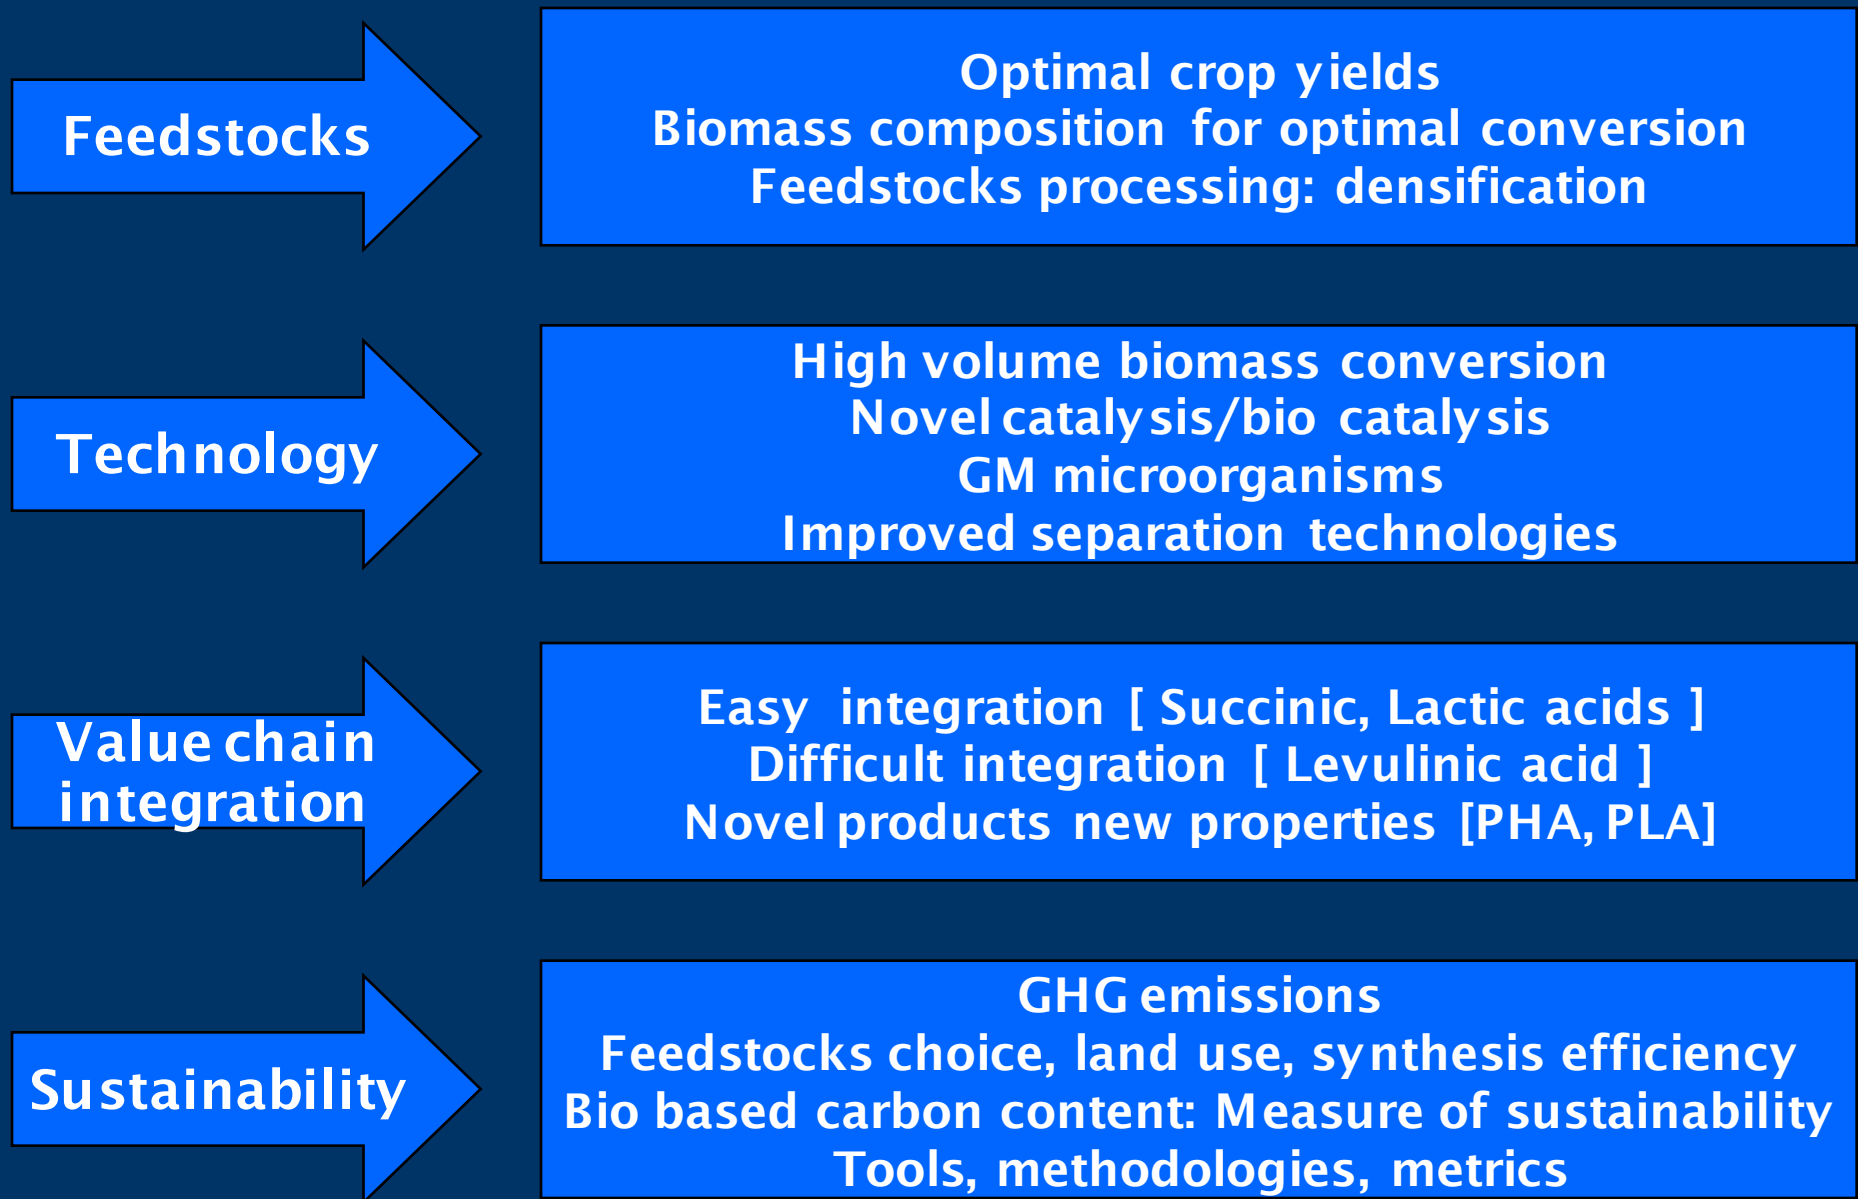 Feedstocks
Optimal crop yields
Biomass composition for optimal conversion
Feedstocks processing: densification
Technology
High volume biomass conversion
Novel catalysis/bio catalysis
GM microorganisms
Improved separation technologies
Value chain
integration
Easy integration [ Succinic, Lactic acids ]
Difficult integration [ Levulinic acid ]
Novel products new properties [PHA, PLA]
Sustainability
GHG emissions
Feedstocks choice, land use, synthesis efficiency
Bio based carbon content: Measure of sustainability
Tools, methodologies, metrics